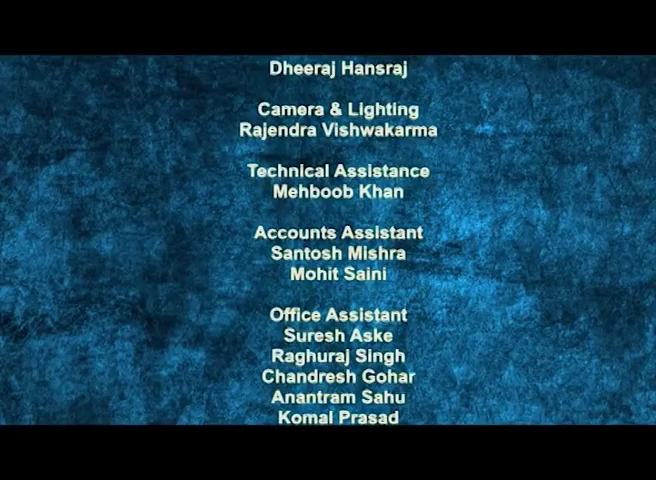 Dheeraj Hansraj
Camera & Lighting
Rajendra Vishwakarma
Technical Assistance
Mehboob Khan
Accounts Assistant
Santosh Mishra
Mohit Saini
Office Assistant
Suresh Aske
Raghuraj Singh
Chandresh Gohar
Anantram Sahu
Komal Prasad